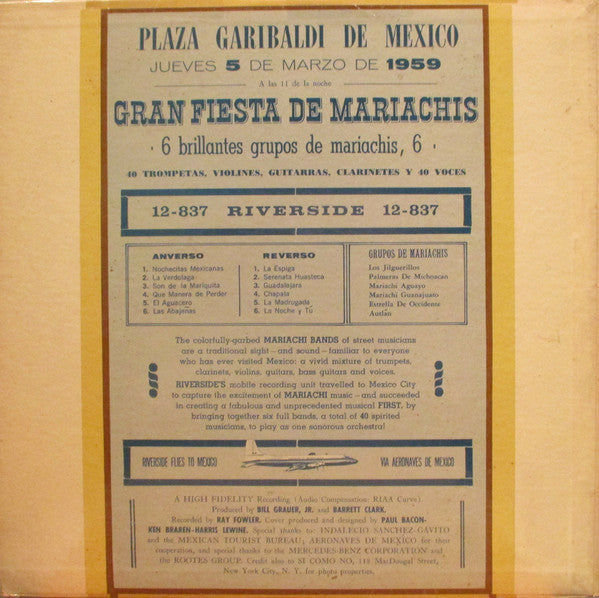 PLAZA GARIBALDI DE MEXICO
JUEVES 5 DE MARZO DE 1959
A las 11 de la noche
GRAN FIESTA DE MARIACHIS
· 6 brillantes grupos de mariachis, 6 ·
40 TROMPETAS, VIOLINES, GUITARRAS, CLARINETES Y 40 VOCES
12-837 RIVERSIDE 12-837
ANVERSO
1. Nochecitas Mexicanas
2. La Verdolaga
3. Son de la Mariquita
4. Que Manera de Perder
5. El Aguacero
6. Las Abajenas
REVERSO
1. La Espiga
2. Serenata Huasteca
3. Guadalajara
4. Chapala
5. La Madrugada
6. La Noche y Tu
GRUPOS DE MARIACHIS
Los Jilguerillos
Palmeras De Michoacan
Mariachi Aguayo
Mariachi Guanajuato
Estrella De Occidente
Autlán
The colorfully-garbed MARIACHI BANDS of street musicians
are a traditional sight—and sound—familiar to everyone
who has ever visited Mexico: a vivid mixture of trumpets,
clarinets, violins, guitars, bass guitars and voices.
RIVERSIDE'S mobile recording unit travelled to Mexico City
to capture the excitement of MARIACHI music—and succeeded
in creating a fabulous and unprecedented musical FIRST, by
bringing together six full bands, a total of 40 spirited
musicians, to play as one sonorous orchestra!
RIVERSIDE FLIES TO MEXICO VIA AERONAVES DE MEXICO
A HIGH FIDELITY Recording (Audio Compensation: RIAA Curve).
Produced by BILL GRAUER, JR. and BARRETT CLARK.
Recorded by RAY FOWLER. Cover produced and designed by PAUL BACON-
KEN BRAREN-HARRIS LEWINE. Special thanks to: INDALECIO SANCHEZ-GAVITO
and the MEXICAN TOURIST BUREAU; AERONAVES DE MEXICO for their
cooperation, and special thanks to the MERCEDES-BENZ CORPORATION and
the ROOTES GROUP. Credit also to SI COMO NO, 118 MacDougal Street,
New York City, N. Y. for photo properties.